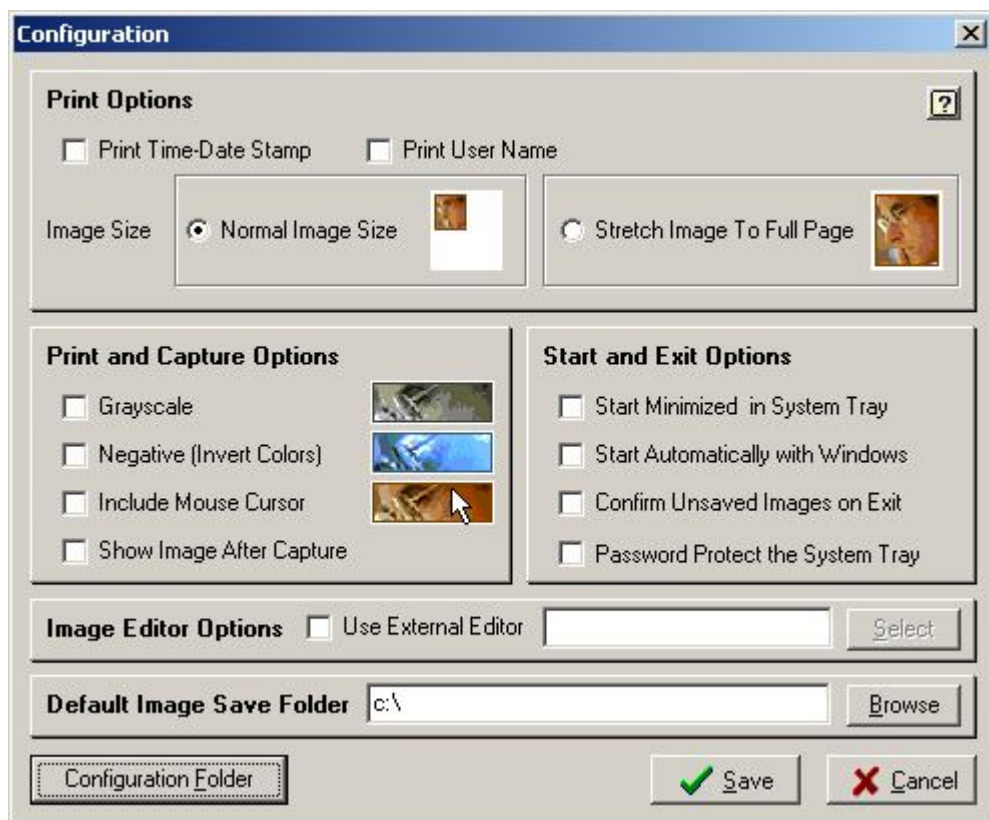 Configuration
Print Options
?
Print Time-Date Stamp Print User Name
Image Size Normal Image Size Stretch Image To Full Page
Print and Capture Options
Grayscale
Negative (Invert Colors)
Include Mouse Cursor
Show Image After Capture
Start and Exit Options
Start Minimized in System Tray
Start Automatically with Windows
Confirm Unsaved Images on Exit
Password Protect the System Tray
Image Editor Options Use External Editor Select
Default Image Save Folder c:\ Browse
Configuration Folder Save Cancel